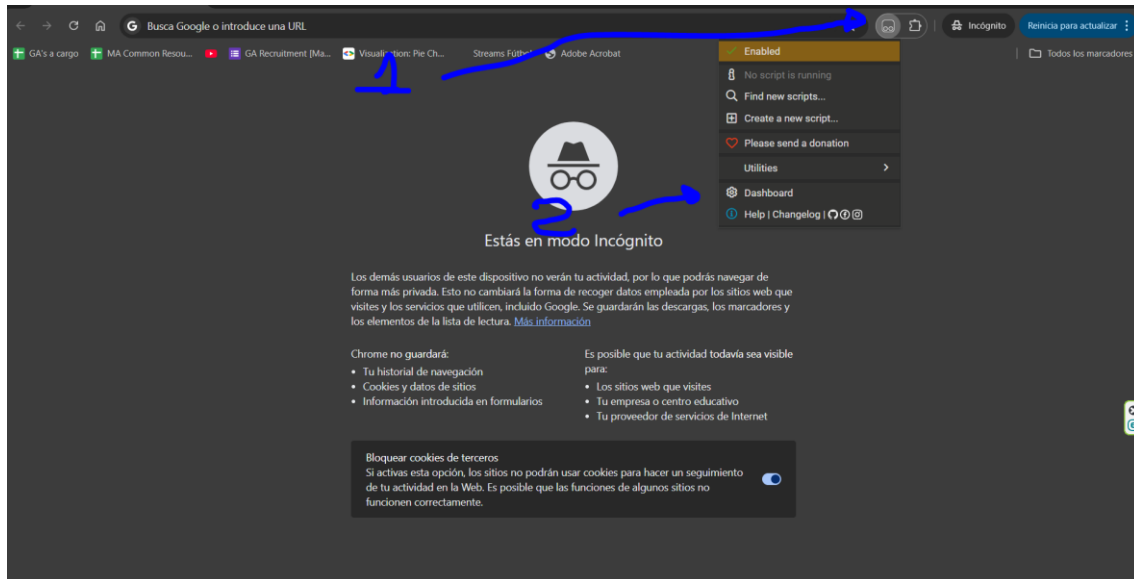 Busca Google o introduce una URL
Incógnito
Reinicia para actualizar
GA's a cargo
MA Common Resou...
GA Recruitment [Ma...
Visualization: Pie Ch...
Streams Fútbol
Adobe Acrobat
Todos los marcadores
1
Enabled
No script is running
Find new scripts...
Create a new script...
Please send a donation
Utilities
Dashboard
Help | Changelog |
2
Estás en modo Incógnito
Los demás usuarios de este dispositivo no verán tu actividad, por lo que podrás navegar de
forma más privada. Esto no cambiará la forma de recoger datos empleada por los sitios web que
visites y los servicios que utilicen, incluido Google. Se guardarán las descargas, los marcadores y
los elementos de la lista de lectura. Más información
Chrome no guardará:
• Tu historial de navegación
• Cookies y datos de sitios
• Información introducida en formularios
Es posible que tu actividad todavía sea visible
para:
• Los sitios web que visites
• Tu empresa o centro educativo
• Tu proveedor de servicios de Internet
Bloquear cookies de terceros
Si activas esta opción, los sitios no podrán usar cookies para hacer un seguimiento
de tu actividad en la Web. Es posible que las funciones de algunos sitios no
funcionen correctamente.